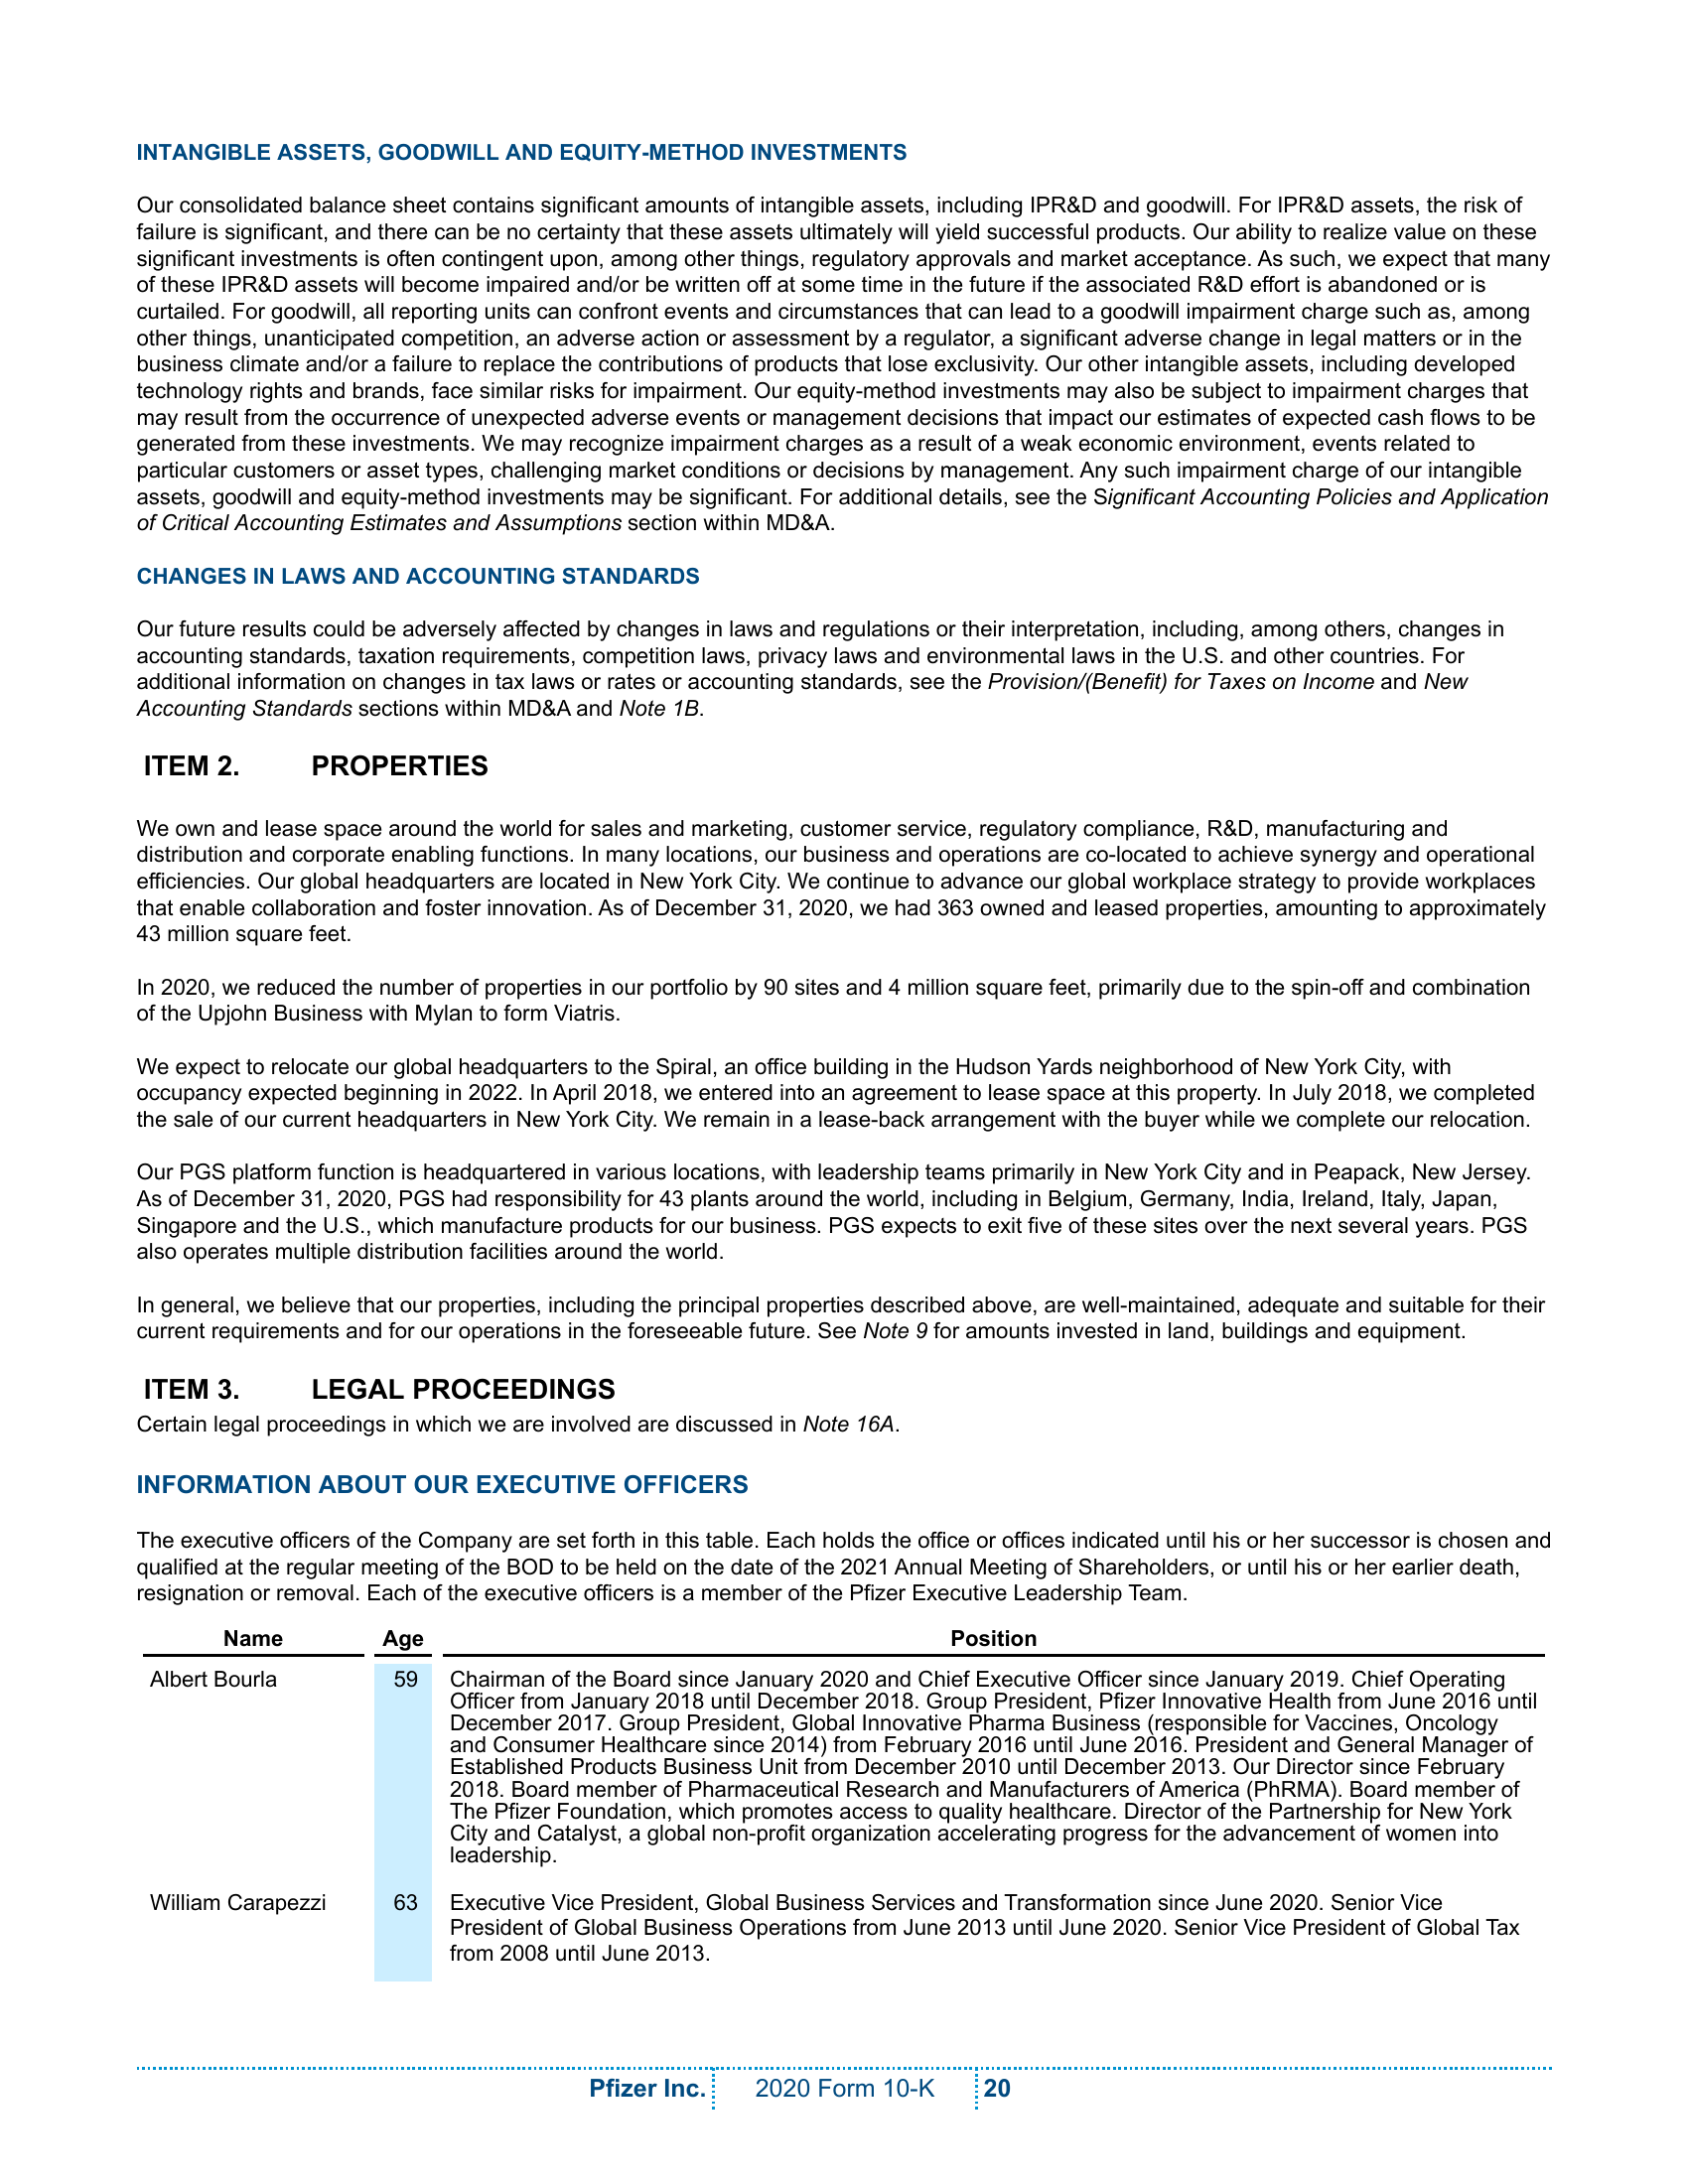 INTANGIBLE ASSETS, GOODWILL AND EQUITY-METHOD INVESTMENTS
Our consolidated balance sheet contains significant amounts of intangible assets, including IPR&D and goodwill. For IPR&D assets, the risk of
failure is significant, and there can be no certainty that these assets ultimately will yield successful products. Our ability to realize value on these
significant investments is often contingent upon, among other things, regulatory approvals and market acceptance. As such, we expect that many
of these IPR&D assets will become impaired and/or be written off at some time in the future if the associated R&D effort is abandoned or is
curtailed. For goodwill, all reporting units can confront events and circumstances that can lead to a goodwill impairment charge such as, among
other things, unanticipated competition, an adverse action or assessment by a regulator, a significant adverse change in legal matters or in the
business climate and/or a failure to replace the contributions of products that lose exclusivity. Our other intangible assets, including developed
technology rights and brands, face similar risks for impairment. Our equity-method investments may also be subject to impairment charges that
may result from the occurrence of unexpected adverse events or management decisions that impact our estimates of expected cash flows to be
generated from these investments. We may recognize impairment charges as a result of a weak economic environment, events related to
particular customers or asset types, challenging market conditions or decisions by management. Any such impairment charge of our intangible
assets, goodwill and equity-method investments may be significant. For additional details, see the Significant Accounting Policies and Application
of Critical Accounting Estimates and Assumptions section within MD&A.
CHANGES IN LAWS AND ACCOUNTING STANDARDS
Our future results could be adversely affected by changes in laws and regulations or their interpretation, including, among others, changes in
accounting standards, taxation requirements, competition laws, privacy laws and environmental laws in the U.S. and other countries. For
additional information on changes in tax laws or rates or accounting standards, see the Provision/(Benefit) for Taxes on Income and New
Accounting Standards sections within MD&A and Note 1B.
ITEM 2. PROPERTIES
We own and lease space around the world for sales and marketing, customer service, regulatory compliance, R&D, manufacturing and
distribution and corporate enabling functions. In many locations, our business and operations are co-located to achieve synergy and operational
efficiencies. Our global headquarters are located in New York City. We continue to advance our global workplace strategy to provide workplaces
that enable collaboration and foster innovation. As of December 31, 2020, we had 363 owned and leased properties, amounting to approximately
43 million square feet.
In 2020, we reduced the number of properties in our portfolio by 90 sites and 4 million square feet, primarily due to the spin-off and combination
of the Upjohn Business with Mylan to form Viatris.
We expect to relocate our global headquarters to the Spiral, an office building in the Hudson Yards neighborhood of New York City, with
occupancy expected beginning in 2022. In April 2018, we entered into an agreement to lease space at this property. In July 2018, we completed
the sale of our current headquarters in New York City. We remain in a lease-back arrangement with the buyer while we complete our relocation.
Our PGS platform function is headquartered in various locations, with leadership teams primarily in New York City and in Peapack, New Jersey.
As of December 31, 2020, PGS had responsibility for 43 plants around the world, including in Belgium, Germany, India, Ireland, Italy, Japan,
Singapore and the U.S., which manufacture products for our business. PGS expects to exit five of these sites over the next several years. PGS
also operates multiple distribution facilities around the world.
In general, we believe that our properties, including the principal properties described above, are well-maintained, adequate and suitable for their
current requirements and for our operations in the foreseeable future. See Note 9 for amounts invested in land, buildings and equipment.
ITEM 3. LEGAL PROCEEDINGS
Certain legal proceedings in which we are involved are discussed in Note 16A.
INFORMATION ABOUT OUR EXECUTIVE OFFICERS
The executive officers of the Company are set forth in this table. Each holds the office or offices indicated until his or her successor is chosen and
qualified at the regular meeting of the BOD to be held on the date of the 2021 Annual Meeting of Shareholders, or until his or her earlier death,
resignation or removal. Each of the executive officers is a member of the Pfizer Executive Leadership Team.
Name Age Position
Albert Bourla 59 Chairman of the Board since January 2020 and Chief Executive Officer since January 2019. Chief Operating
Officer from January 2018 until December 2018. Group President, Pfizer Innovative Health from June 2016 until
December 2017. Group President, Global Innovative Pharma Business (responsible for Vaccines, Oncology
and Consumer Healthcare since 2014) from February 2016 until June 2016. President and General Manager of
Established Products Business Unit from December 2010 until December 2013. Our Director since February
2018. Board member of Pharmaceutical Research and Manufacturers of America (PhRMA). Board member of
The Pfizer Foundation, which promotes access to quality healthcare. Director of the Partnership for New York
City and Catalyst, a global non-profit organization accelerating progress for the advancement of women into
leadership.
William Carapezzi 63 Executive Vice President, Global Business Services and Transformation since June 2020. Senior Vice
President of Global Business Operations from June 2013 until June 2020. Senior Vice President of Global Tax
from 2008 until June 2013.
Pfizer Inc. 2020 Form 10-K 20